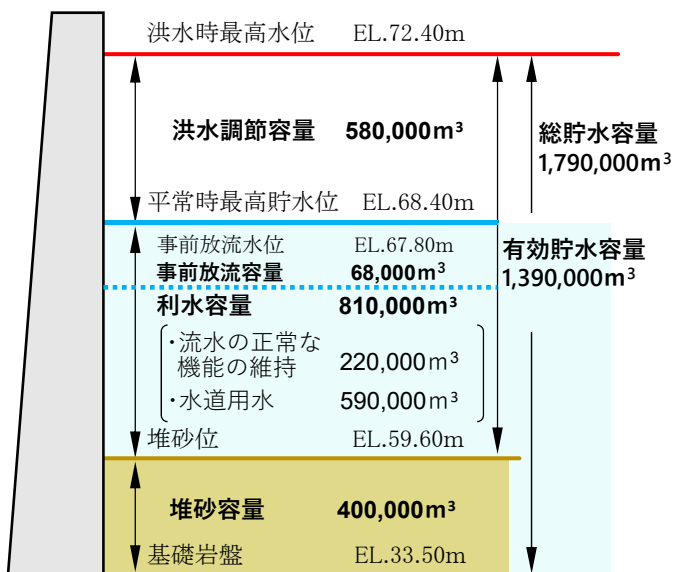 洪水時最高水位 EL.72.40m
洪水調節容量 580,000m³
総貯水容量
1,790,000m³
平常時最高貯水位 EL.68.40m
事前放流水位 EL.67.80m
事前放流容量 68,000m³
有効貯水容量
1,390,000m³
利水容量 810,000m³
・流水の正常な
機能の維持 220,000m³
・水道用水 590,000m³
堆砂位 EL.59.60m
堆砂容量 400,000m³
基礎岩盤 EL.33.50m